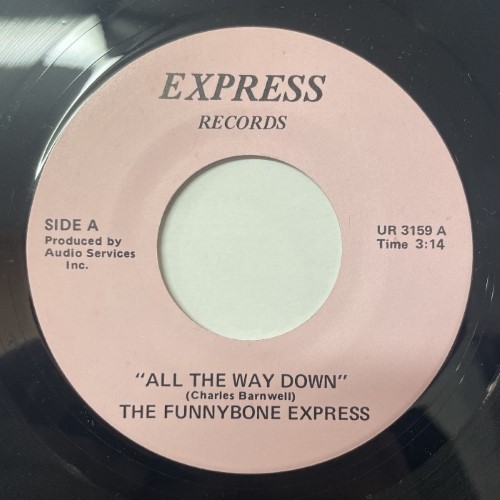 EXPRESS
RECORDS
SIDE A
Produced by
Audio Services
Inc.
UR 3159 A
Time 3:14
"ALL THE WAY DOWN"
(Charles Barnwell)
THE FUNNYBONE EXPRESS